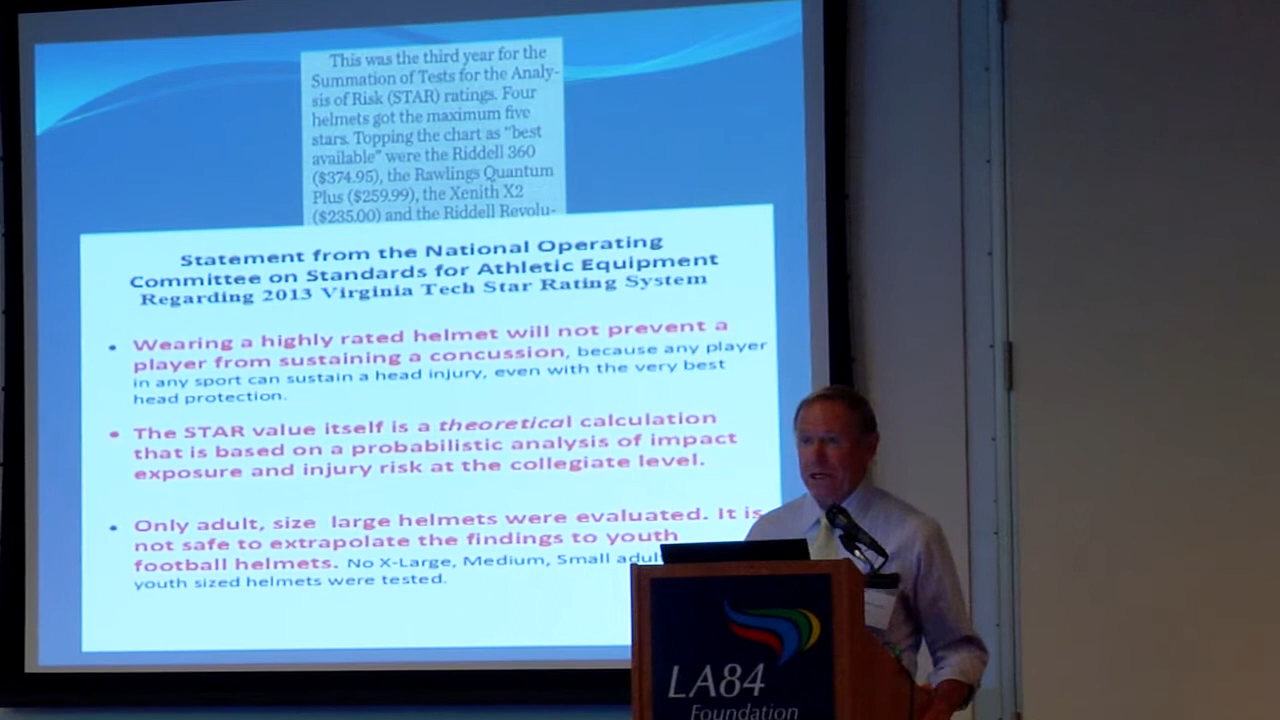 This was the third year for the
Summation of Tests for the Analy-
sis of Risk (STAR) ratings. Four
helmets got the maximum five
stars. Topping the chart as "best
available" were the Riddell 360
($374.95), the Rawlings Quantum
Plus ($259.99), the Xenith X2
($235.00) and the Riddell Revolu-
Statement from the National Operating
Committee on Standards for Athletic Equipment
Regarding 2013 Virginia Tech Star Rating System
• Wearing a highly rated helmet will not prevent a
player from sustaining a concussion, because any player
in any sport can sustain a head injury, even with the very best
head protection.
• The STAR value itself is a theoretical calculation
that is based on a probabilistic analysis of impact
exposure and injury risk at the collegiate level.
• Only adult, size large helmets were evaluated. It is
not safe to extrapolate the findings to youth
football helmets. No X-Large, Medium, Small adul
youth sized helmets were tested.
LA84
Foundation